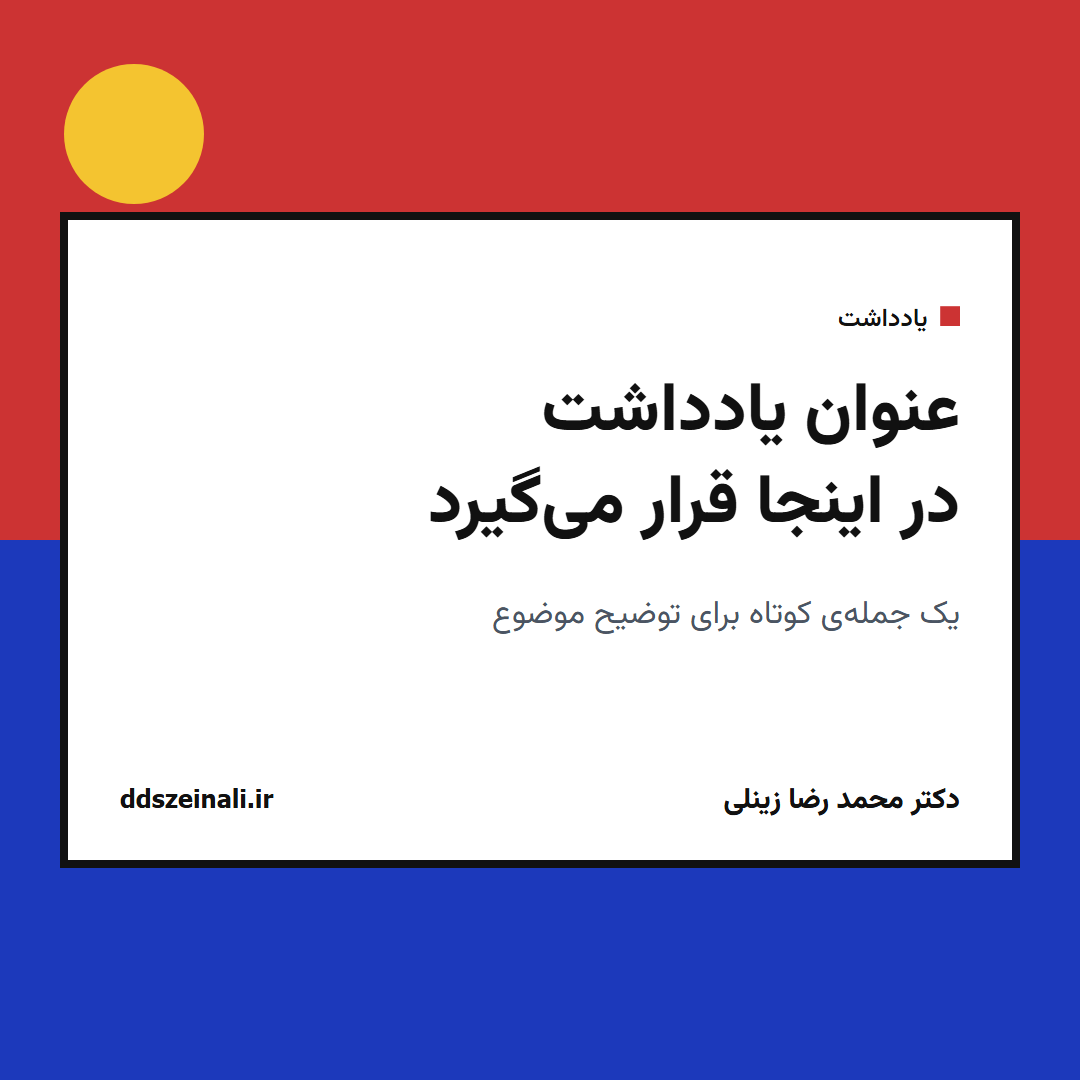 یادداشت
عنوان یادداشت
در اینجا قرار می‌گیرد
یک جمله‌ی کوتاه برای توضیح موضوع
دکتر محمد رضا زینلی
ddszeinali.ir